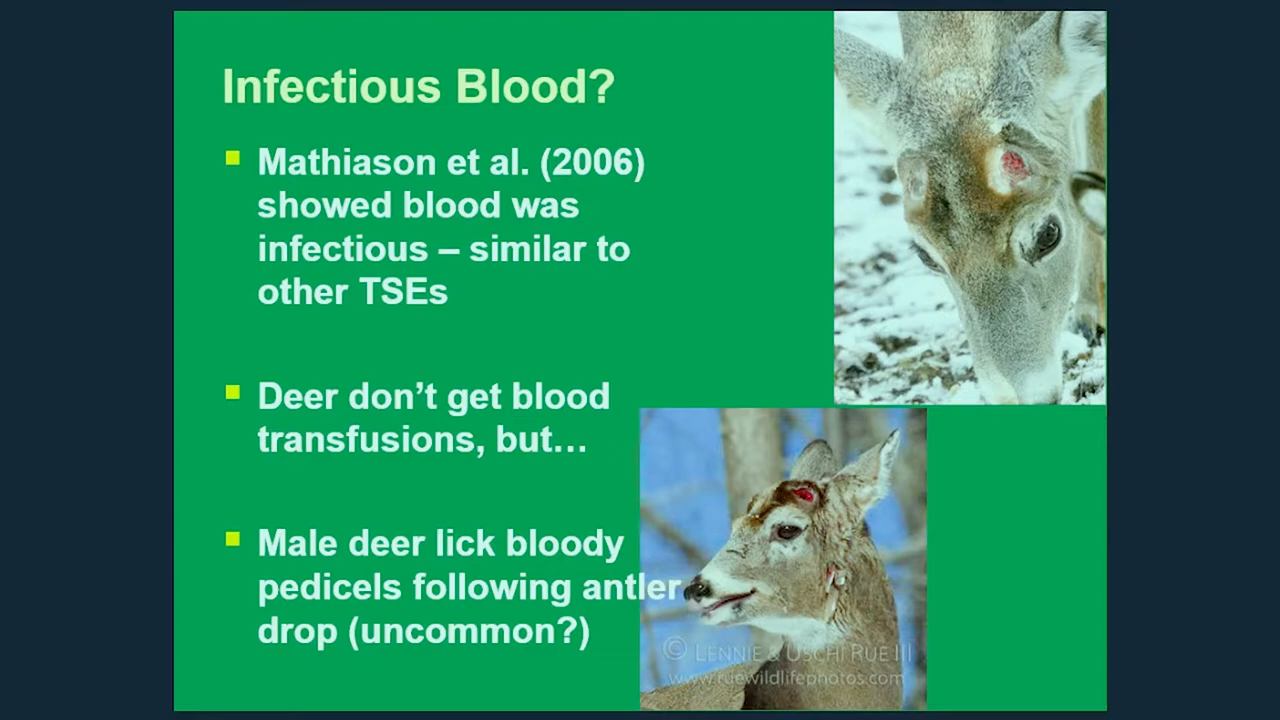 Infectious Blood?
Mathiason et al. (2006)
showed blood was
infectious – similar to
other TSEs
Deer don’t get blood
transfusions, but…
Male deer lick bloody
pedicels following antler
drop (uncommon?)
© LENNIE & USCHI RUE III
www.ruewildlifephotos.com